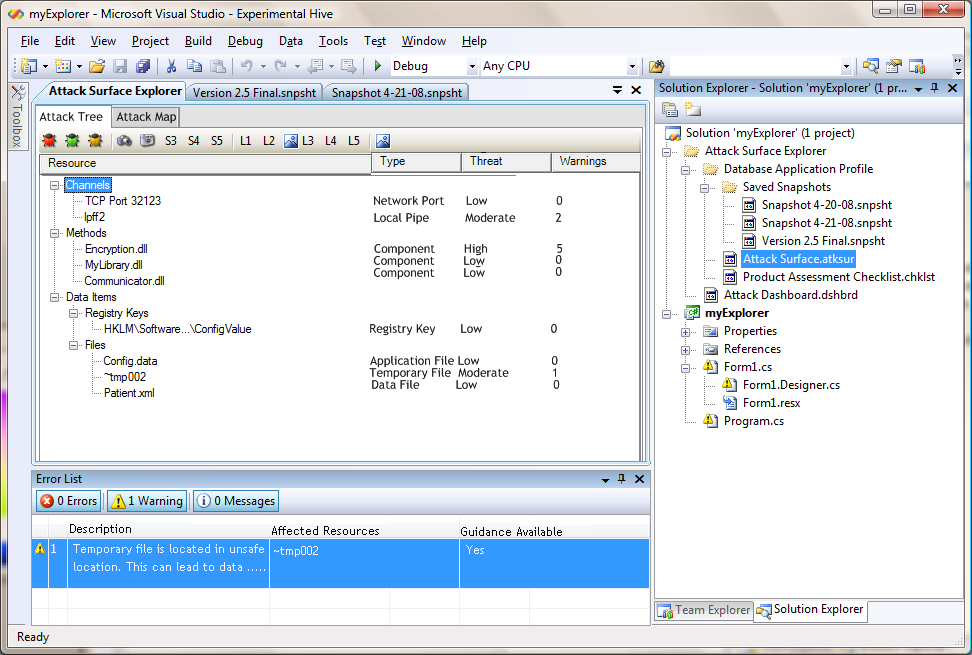 myExplorer - Microsoft Visual Studio - Experimental Hive
File Edit View Project Build Debug Data Tools Test Window Help
Debug Any CPU
Toolbox
Attack Surface Explorer Version 2.5 Final.snpsht Snapshot 4-21-08.snpsht
Attack Tree Attack Map
S3 S4 S5 L1 L2 L3 L4 L5
Resource Type Threat Warnings
Channels
TCP Port 32123 Network Port Low 0
lpff2 Local Pipe Moderate 2
Methods
Encryption.dll Component High 5
MyLibrary.dll Component Low 0
Communicator.dll Component Low 0
Data Items
Registry Keys
HKLM\Software...\ConfigValue Registry Key Low 0
Files
Config.data Application File Low 0
~tmp002 Temporary File Moderate 1
Patient.xml Data File Low 0
Error List
0 Errors 1 Warning 0 Messages
Description Affected Resources Guidance Available
1 Temporary file is located in unsafe ~tmp002 Yes
location. This can lead to data .....
Solution Explorer - Solution 'myExplorer' (1 pr...
Solution 'myExplorer' (1 project)
Attack Surface Explorer
Database Application Profile
Saved Snapshots
Snapshot 4-20-08.snpsht
Snapshot 4-21-08.snpsht
Version 2.5 Final.snpsht
Attack Surface.atksur
Product Assessment Checklist.chklst
Attack Dashboard.dshbrd
myExplorer
Properties
References
Form1.cs
Form1.Designer.cs
Form1.resx
Program.cs
Team Explorer Solution Explorer
Ready